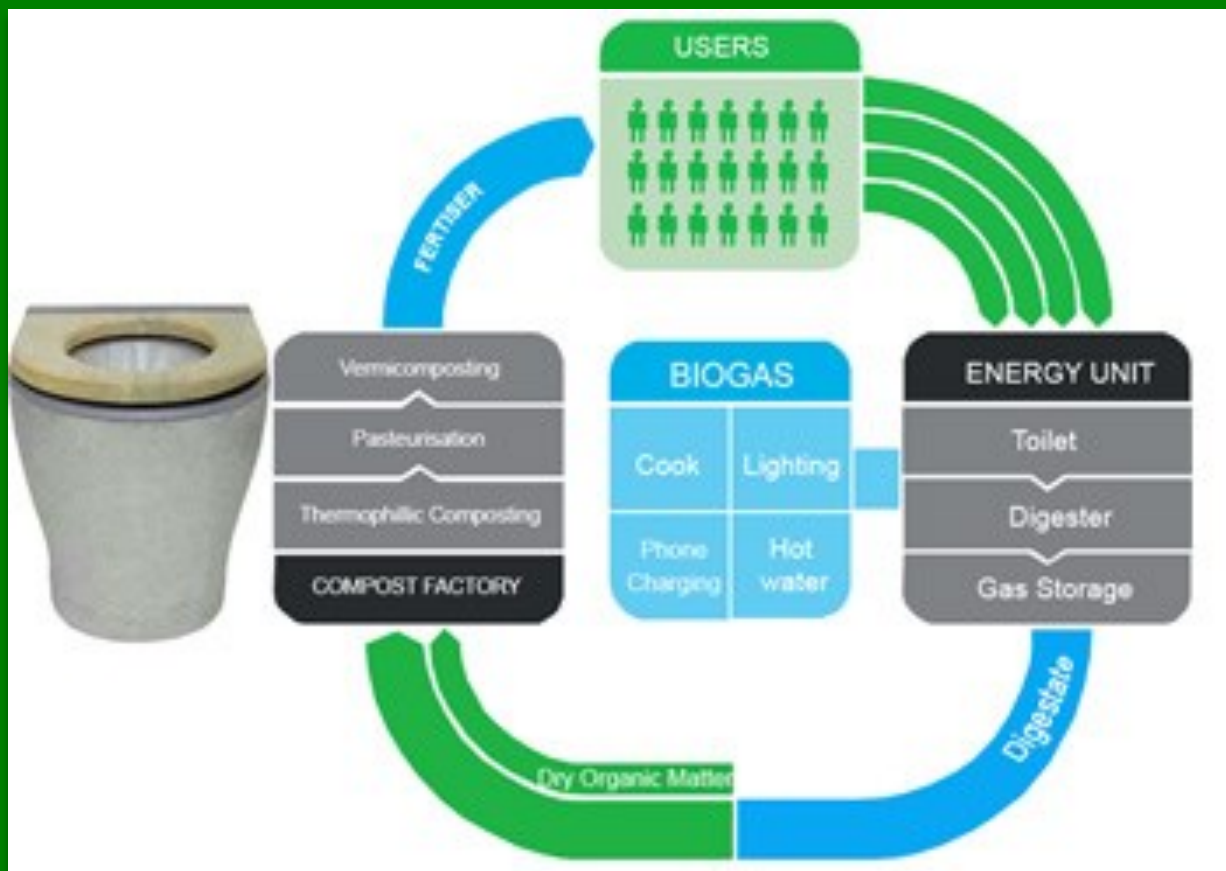 USERS
FERTISER
Vermicomposting
Pasteurisation
Thermophillic Composting
COMPOST FACTORY
BIOGAS
Cook
Lighting
Phone
Charging
Hot
water
ENERGY UNIT
Toilet
Digester
Gas Storage
Digestate
Dry Organic Matter